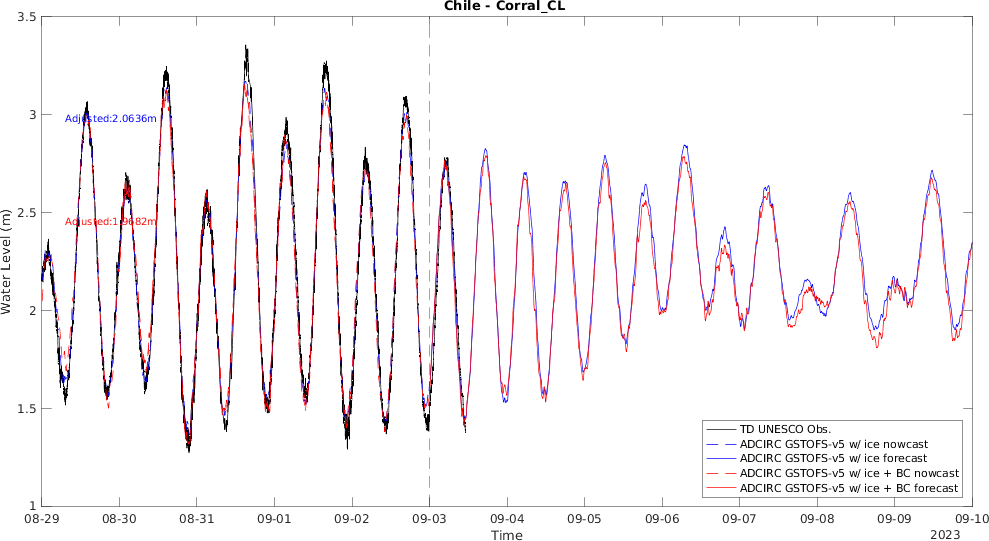 Chile - Corral_CL
3.5
3
2.5
2
1.5
1
Water Level (m)
Adjusted:2.0636m
Adjusted:1.9682m
TD UNESCO Obs.
ADCIRC GSTOFS-v5 w/ ice nowcast
ADCIRC GSTOFS-v5 w/ ice forecast
ADCIRC GSTOFS-v5 w/ ice + BC nowcast
ADCIRC GSTOFS-v5 w/ ice + BC forecast
08-29 08-30 08-31 09-01 09-02 09-03 09-04 09-05 09-06 09-07 09-08 09-09 09-10
Time
2023